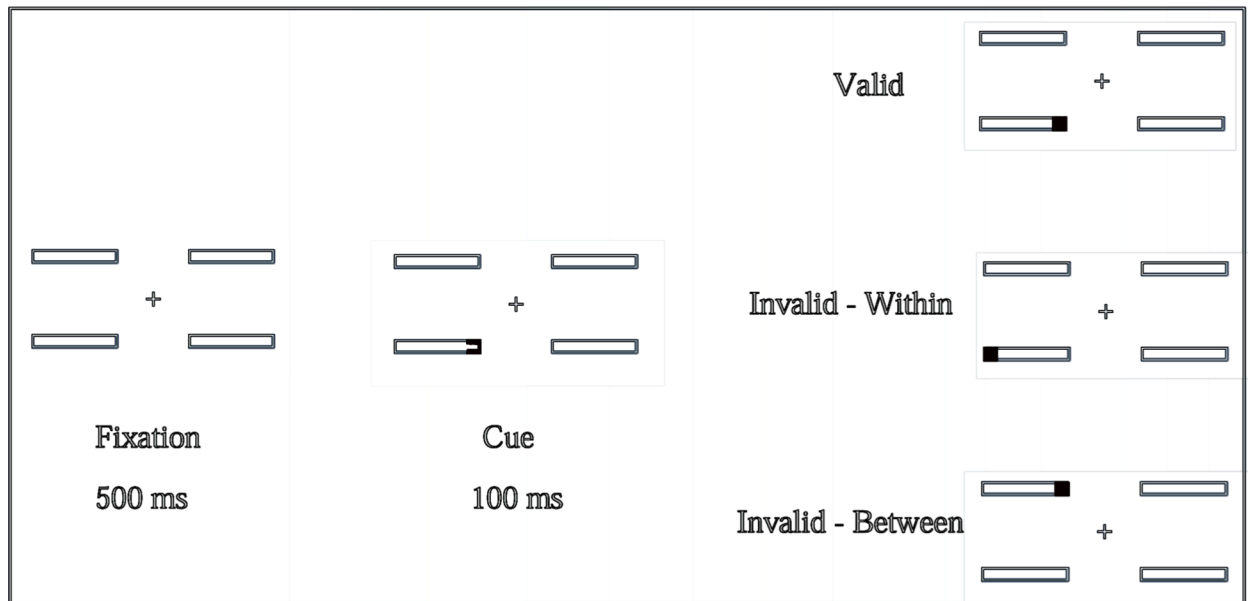 Valid
Invalid - Within
Fixation
Cue
500 ms
100 ms
Invalid - Between